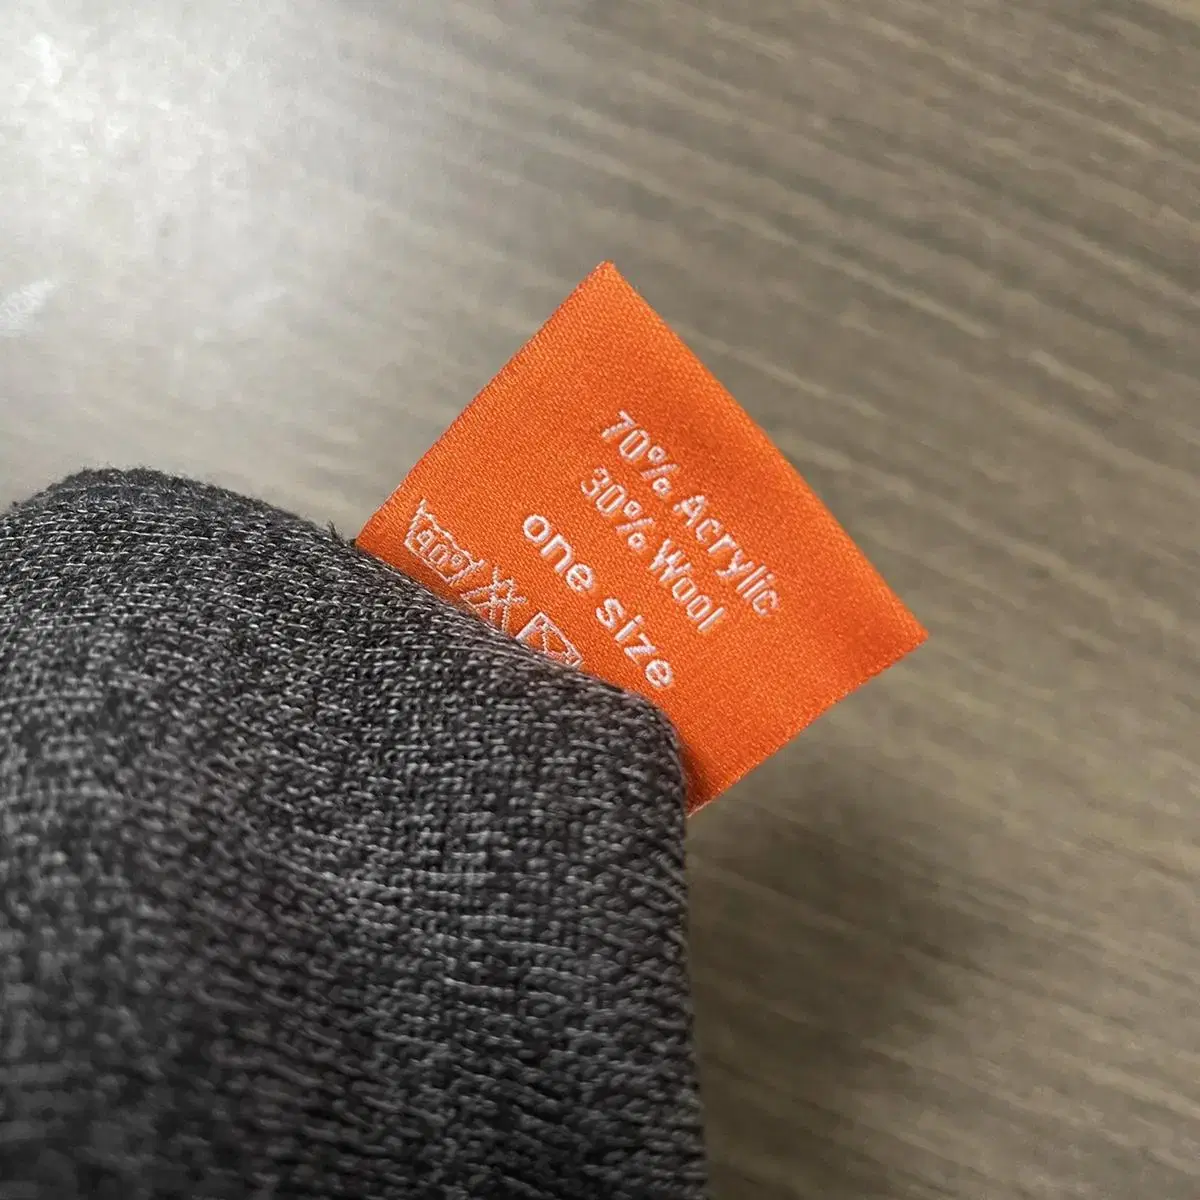 70% Acrylic
30% Wool
one size